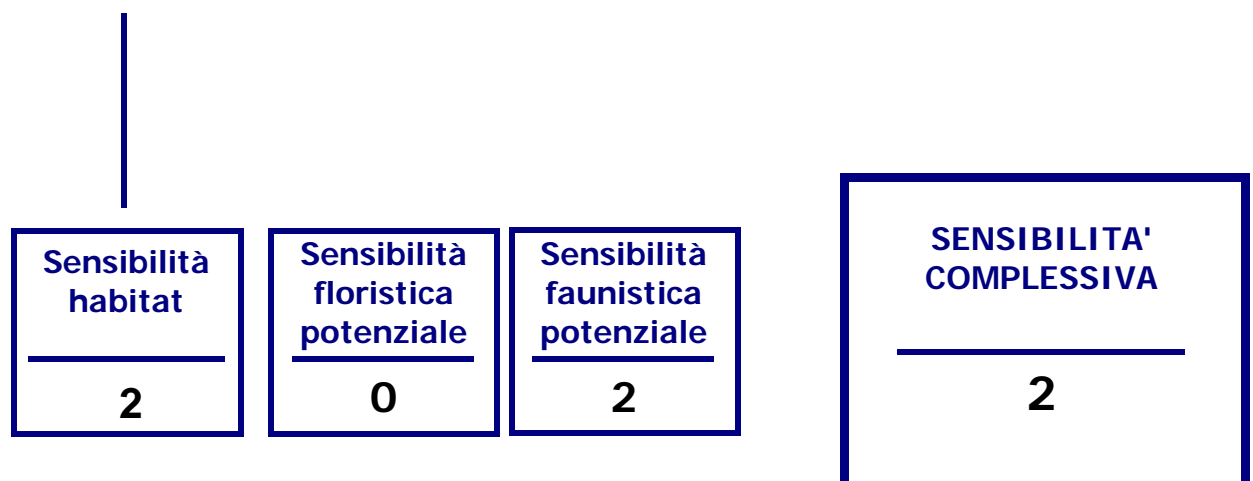 Sensibilità
habitat
2
Sensibilità
floristica
potenziale
0
Sensibilità
faunistica
potenziale
2
SENSIBILITA'
COMPLESSIVA
2